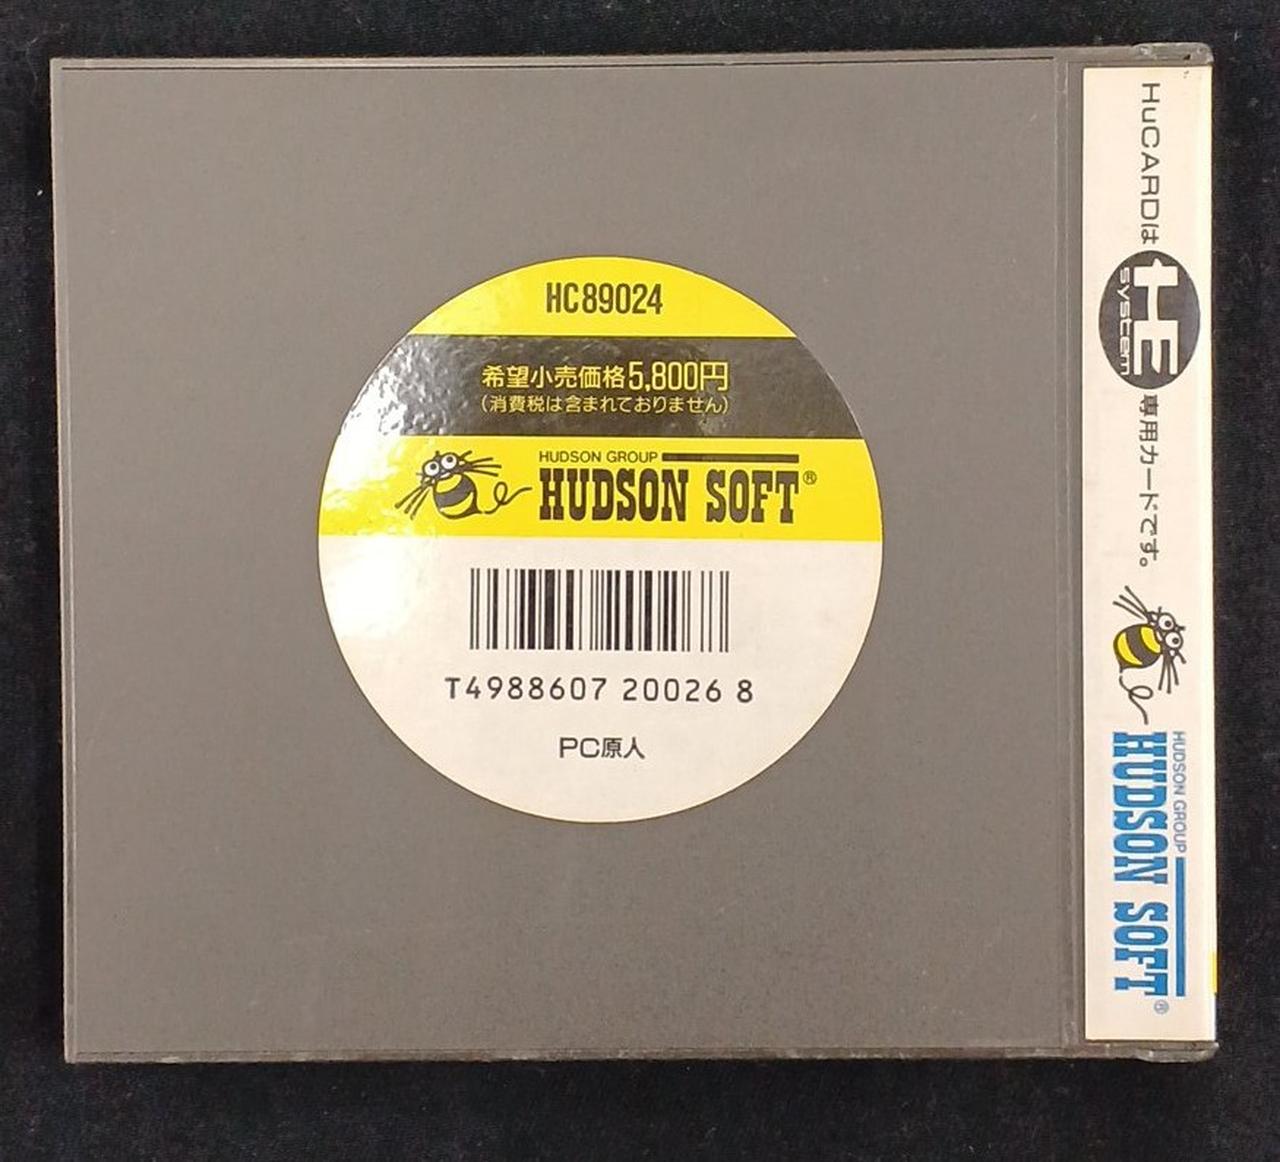 HC89024
希望小売価格5,800円
(消費税は含まれておりません)
HUDSON GROUP
HUDSON SOFT®
T4988607 20026 8
PC原人
HuCARDは HE system 専用カードです。
HUDSON GROUP
HUDSON SOFT®